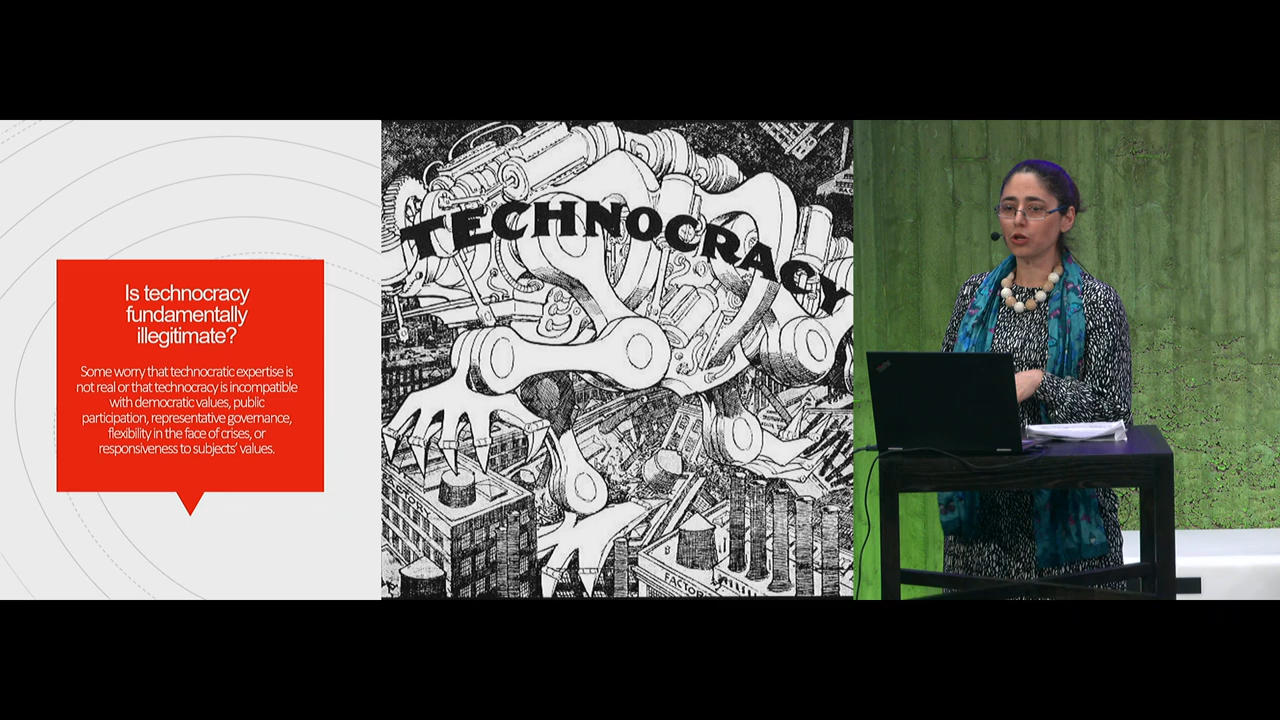 Is technocracy
fundamentally
illegitimate?
Some worry that technocratic expertise is
not real or that technocracy is incompatible
with democratic values, public
participation, representative governance,
flexibility in the face of crises, or
responsiveness to subjects' values.
TECHNOCRACY